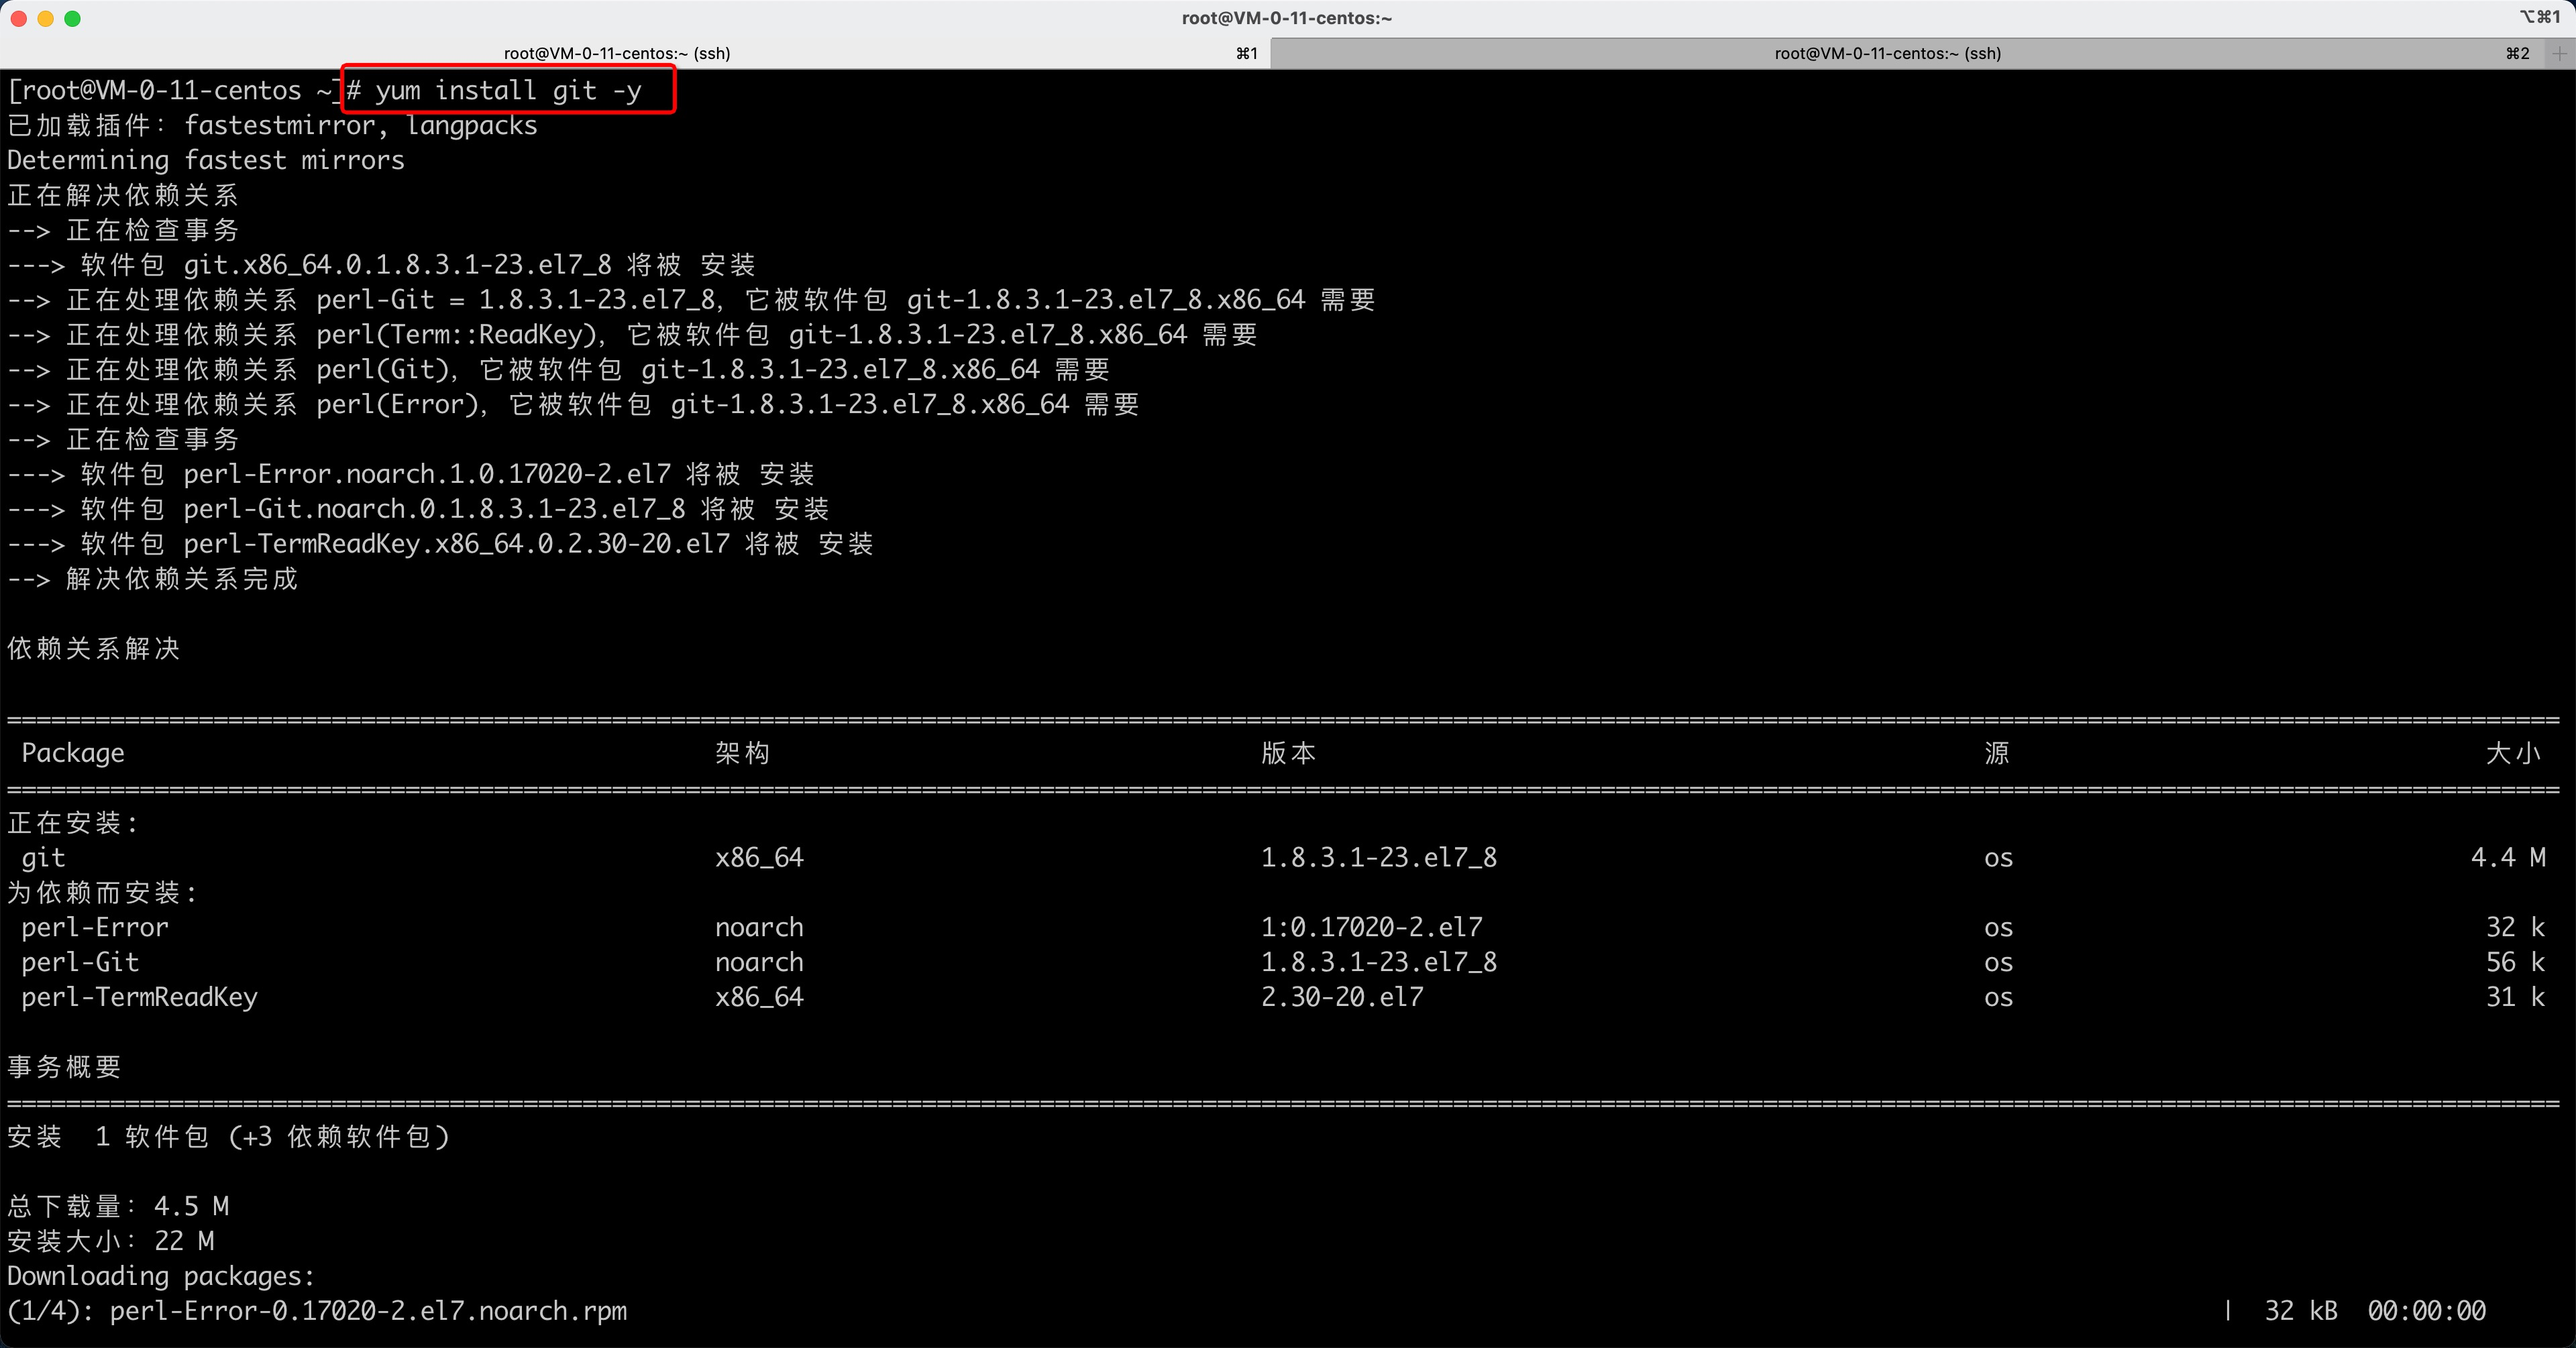 root@VM-0-11-centos:~
⌥⌘1
root@VM-0-11-centos:~ (ssh) ⌘1
root@VM-0-11-centos:~ (ssh) ⌘2
[root@VM-0-11-centos ~]# yum install git -y
已加载插件：fastestmirror, langpacks
Determining fastest mirrors
正在解决依赖关系
--> 正在检查事务
---> 软件包 git.x86_64.0.1.8.3.1-23.el7_8 将被 安装
--> 正在处理依赖关系 perl-Git = 1.8.3.1-23.el7_8，它被软件包 git-1.8.3.1-23.el7_8.x86_64 需要
--> 正在处理依赖关系 perl(Term::ReadKey)，它被软件包 git-1.8.3.1-23.el7_8.x86_64 需要
--> 正在处理依赖关系 perl(Git)，它被软件包 git-1.8.3.1-23.el7_8.x86_64 需要
--> 正在处理依赖关系 perl(Error)，它被软件包 git-1.8.3.1-23.el7_8.x86_64 需要
--> 正在检查事务
---> 软件包 perl-Error.noarch.1.0.17020-2.el7 将被 安装
---> 软件包 perl-Git.noarch.0.1.8.3.1-23.el7_8 将被 安装
---> 软件包 perl-TermReadKey.x86_64.0.2.30-20.el7 将被 安装
--> 解决依赖关系完成
依赖关系解决
Package 架构 版本 源 大小
正在安装:
git x86_64 1.8.3.1-23.el7_8 os 4.4 M
为依赖而安装:
perl-Error noarch 1:0.17020-2.el7 os 32 k
perl-Git noarch 1.8.3.1-23.el7_8 os 56 k
perl-TermReadKey x86_64 2.30-20.el7 os 31 k
事务概要
安装 1 软件包 (+3 依赖软件包)
总下载量：4.5 M
安装大小：22 M
Downloading packages:
(1/4): perl-Error-0.17020-2.el7.noarch.rpm | 32 kB 00:00:00